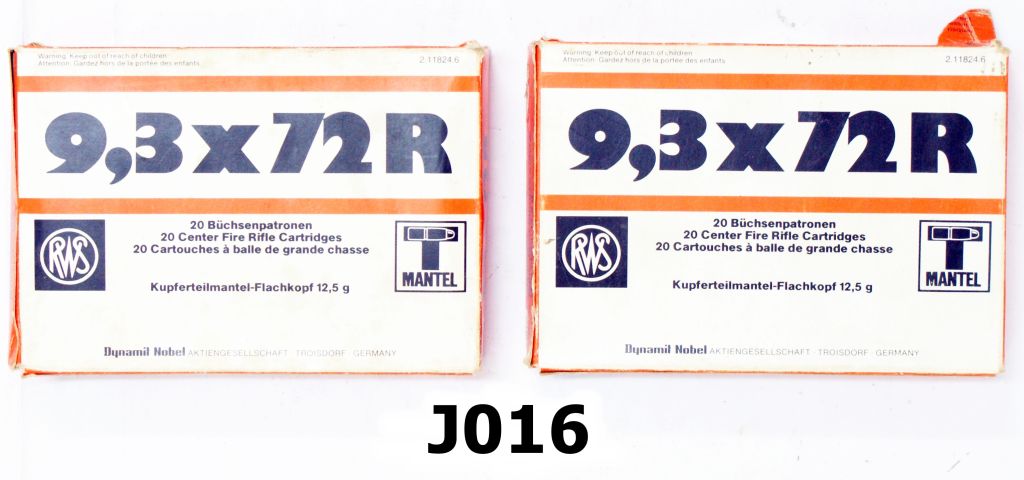 Warning: Keep out of reach of children.
Attention: Gardez hors de la portée des enfants
2 11824.6
9,3x72R
20 Büchsenpatronen
20 Center Fire Rifle Cartridges
20 Cartouches à balle de grande chasse
RWS
T
MANTEL
Kupferteilmantel-Flachkopf 12,5 g
Dynamit Nobel AKTIENGESELLSCHAFT · TROISDORF · GERMANY
Warning: Keep out of reach of children.
Attention: Gardez hors de la portée des enfants
2 11824.6
9,3x72R
20 Büchsenpatronen
20 Center Fire Rifle Cartridges
20 Cartouches à balle de grande chasse
RWS
T
MANTEL
Kupferteilmantel-Flachkopf 12,5 g
Dynamit Nobel AKTIENGESELLSCHAFT · TROISDORF · GERMANY
J016